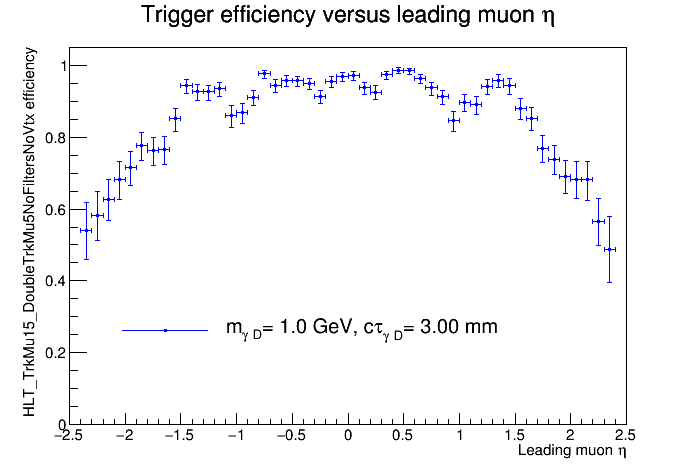 Trigger efficiency versus leading muon η
HLT_TrkMu15_DoubleTrkMu5NoFiltersNoVtx efficiency
1
0.8
0.6
0.4
0.2
0
m_γ D= 1.0 GeV, cτ_γ D= 3.00 mm
−2.5 −2 −1.5 −1 −0.5 0 0.5 1 1.5 2 2.5
Leading muon η